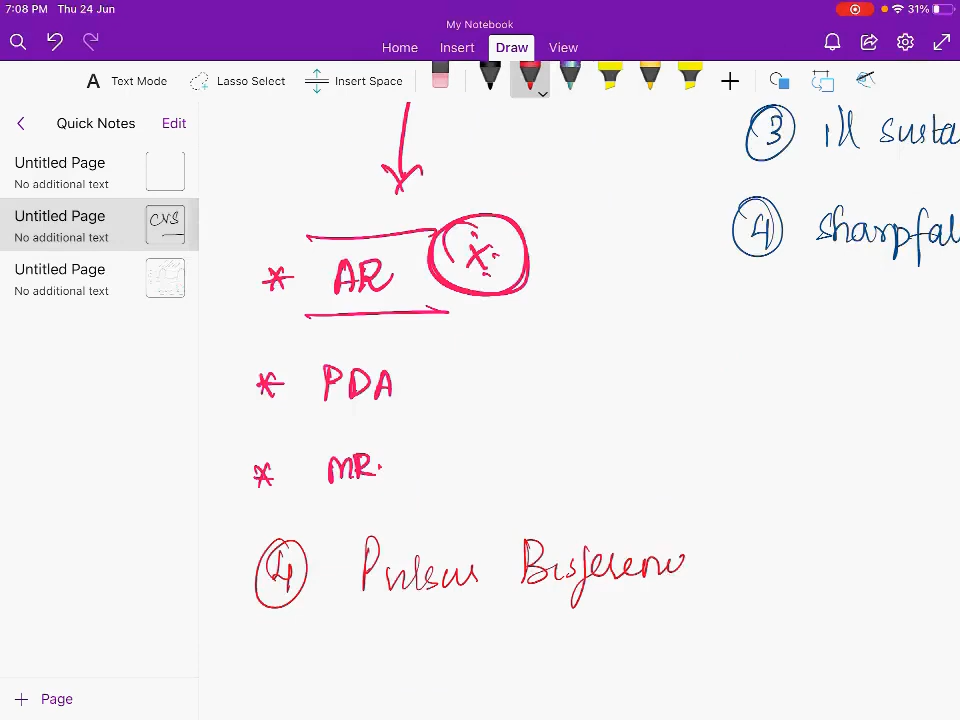 7:08 PM Thu 24 Jun
31%
My Notebook
Home Insert Draw View
Text Mode Lasso Select Insert Space
Quick Notes Edit
Untitled Page
No additional text
Untitled Page
No additional text
CNS
Untitled Page
No additional text
③ ill susta
④ sharpfal
* AR X
* PDA
* MR.
④ Pulsus Bisfereno
+ Page